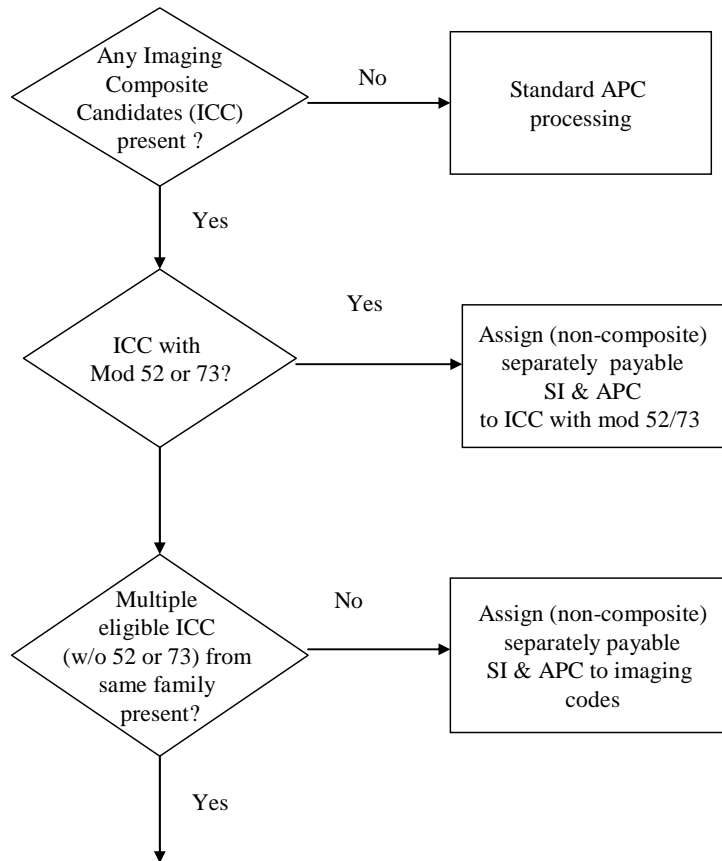 Any Imaging
Composite
Candidates (ICC)
present ?
No
Standard APC
processing
Yes
ICC with
Mod 52 or 73?
Yes
Assign (non-composite)
separately payable
SI & APC
to ICC with mod 52/73
Multiple
eligible ICC
(w/o 52 or 73) from
same family
present?
No
Assign (non-composite)
separately payable
SI & APC to imaging
codes
Yes